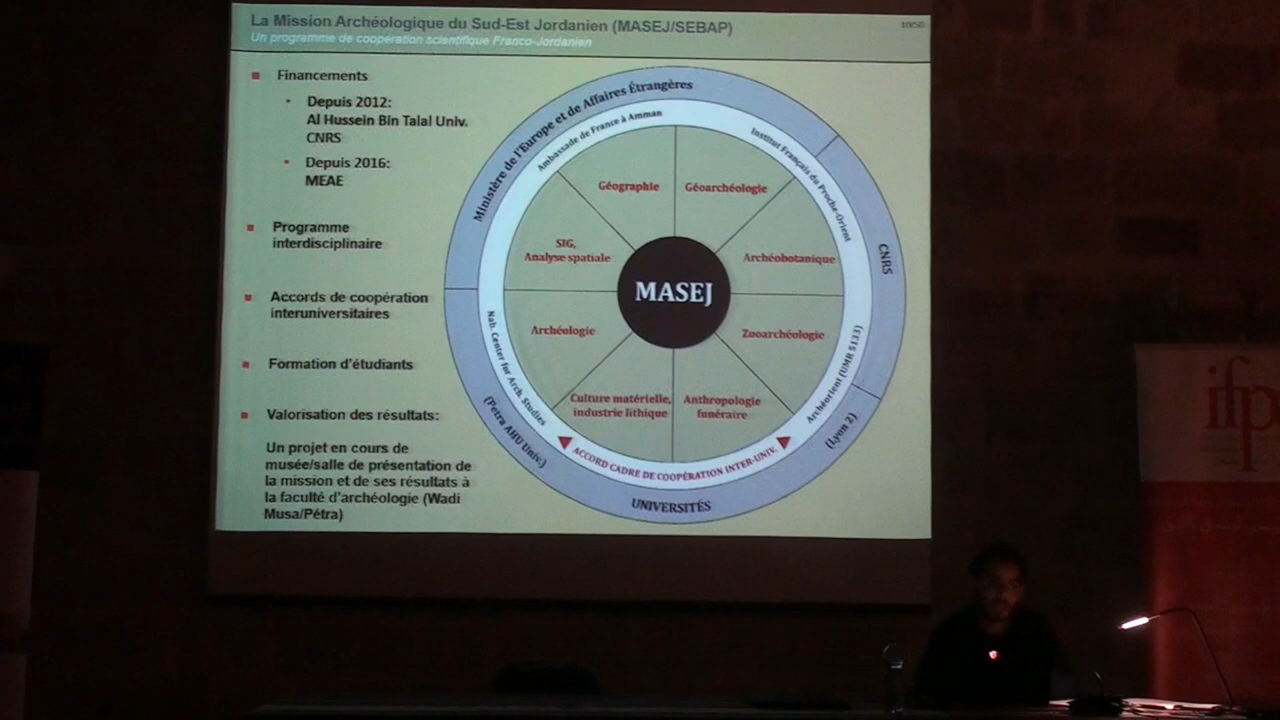 La Mission Archéologique du Sud-Est Jordanien (MASEJ/SEBAP)
Un programme de cooperation scientifique Franco-Jordanien
Financements
Depuis 2012:
Al Hussein Bin Talal Univ.
CNRS
Depuis 2016:
MEAE
Programme
interdisciplinaire
Accords de coopération
interuniversitaires
Formation d'étudiants
Valorisation des résultats:
Un projet en cours de
musée/salle de présentation de
la mission et de ses résultats à
la faculté d'archéologie (Wadi
Musa/Pétra)
Ministère de l'Europe et de Affaires Étrangères
CNRS
UNIVERSITÉS
(Petra AHU Univ.)
(Lyon 2)
Ambassade de France à Amman
Institut Français du Proche-Orient
Archéorient (UMR 5133)
Nab. Center for Arch. Studies
ACCORD CADRE DE COOPÉRATION INTER-UNIV.
Géographie
Géoarchéologie
Archéobotanique
Zooarchéologie
Anthropologie
funéraire
Culture matérielle,
industrie lithique
Archéologie
SIG,
Analyse spatiale
MASEJ
ifp